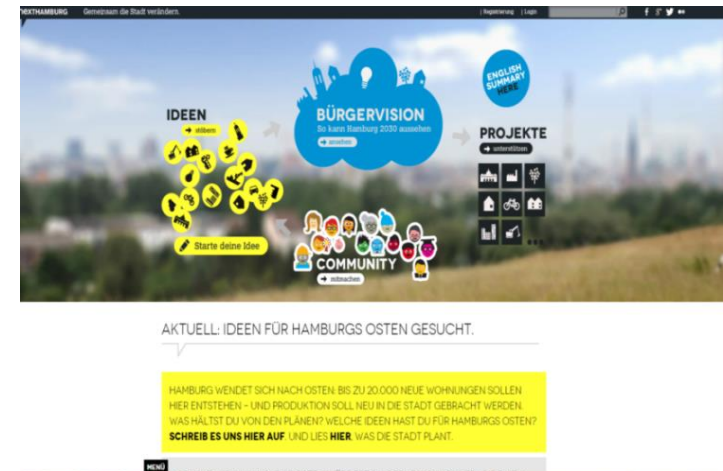 NEXTHAMBURG Gemeinsam die Stadt verändern. | Registrierung | Login
ENGLISH
SUMMARY
HERE
IDEEN
→ stöbern
BÜRGERVISION
So kann Hamburg 2030 aussehen
→ ansehen
PROJEKTE
→ unterstützen
Starte deine Idee
COMMUNITY
→ mitmachen
AKTUELL: IDEEN FÜR HAMBURGS OSTEN GESUCHT.
HAMBURG WENDET SICH NACH OSTEN: BIS ZU 20.000 NEUE WOHNUNGEN SOLLEN
HIER ENTSTEHEN – UND PRODUKTION SOLL NEU IN DIE STADT GEBRACHT WERDEN.
WAS HÄLTST DU VON DEN PLÄNEN? WELCHE IDEEN HAST DU FÜR HAMBURGS OSTEN?
SCHREIB ES UNS HIER AUF. UND LIES HIER, WAS DIE STADT PLANT.
MENÜ